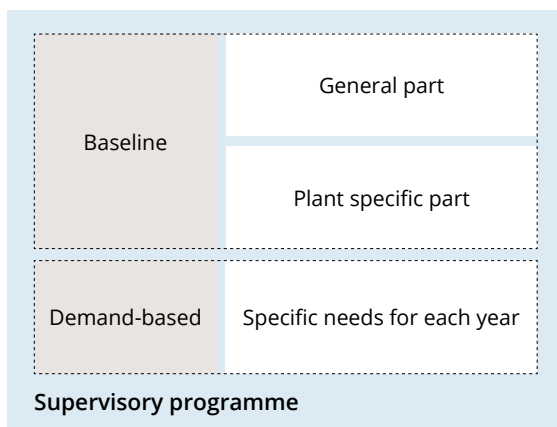 Baseline
General part
Plant specific part
Demand-based
Specific needs for each year
Supervisory programme